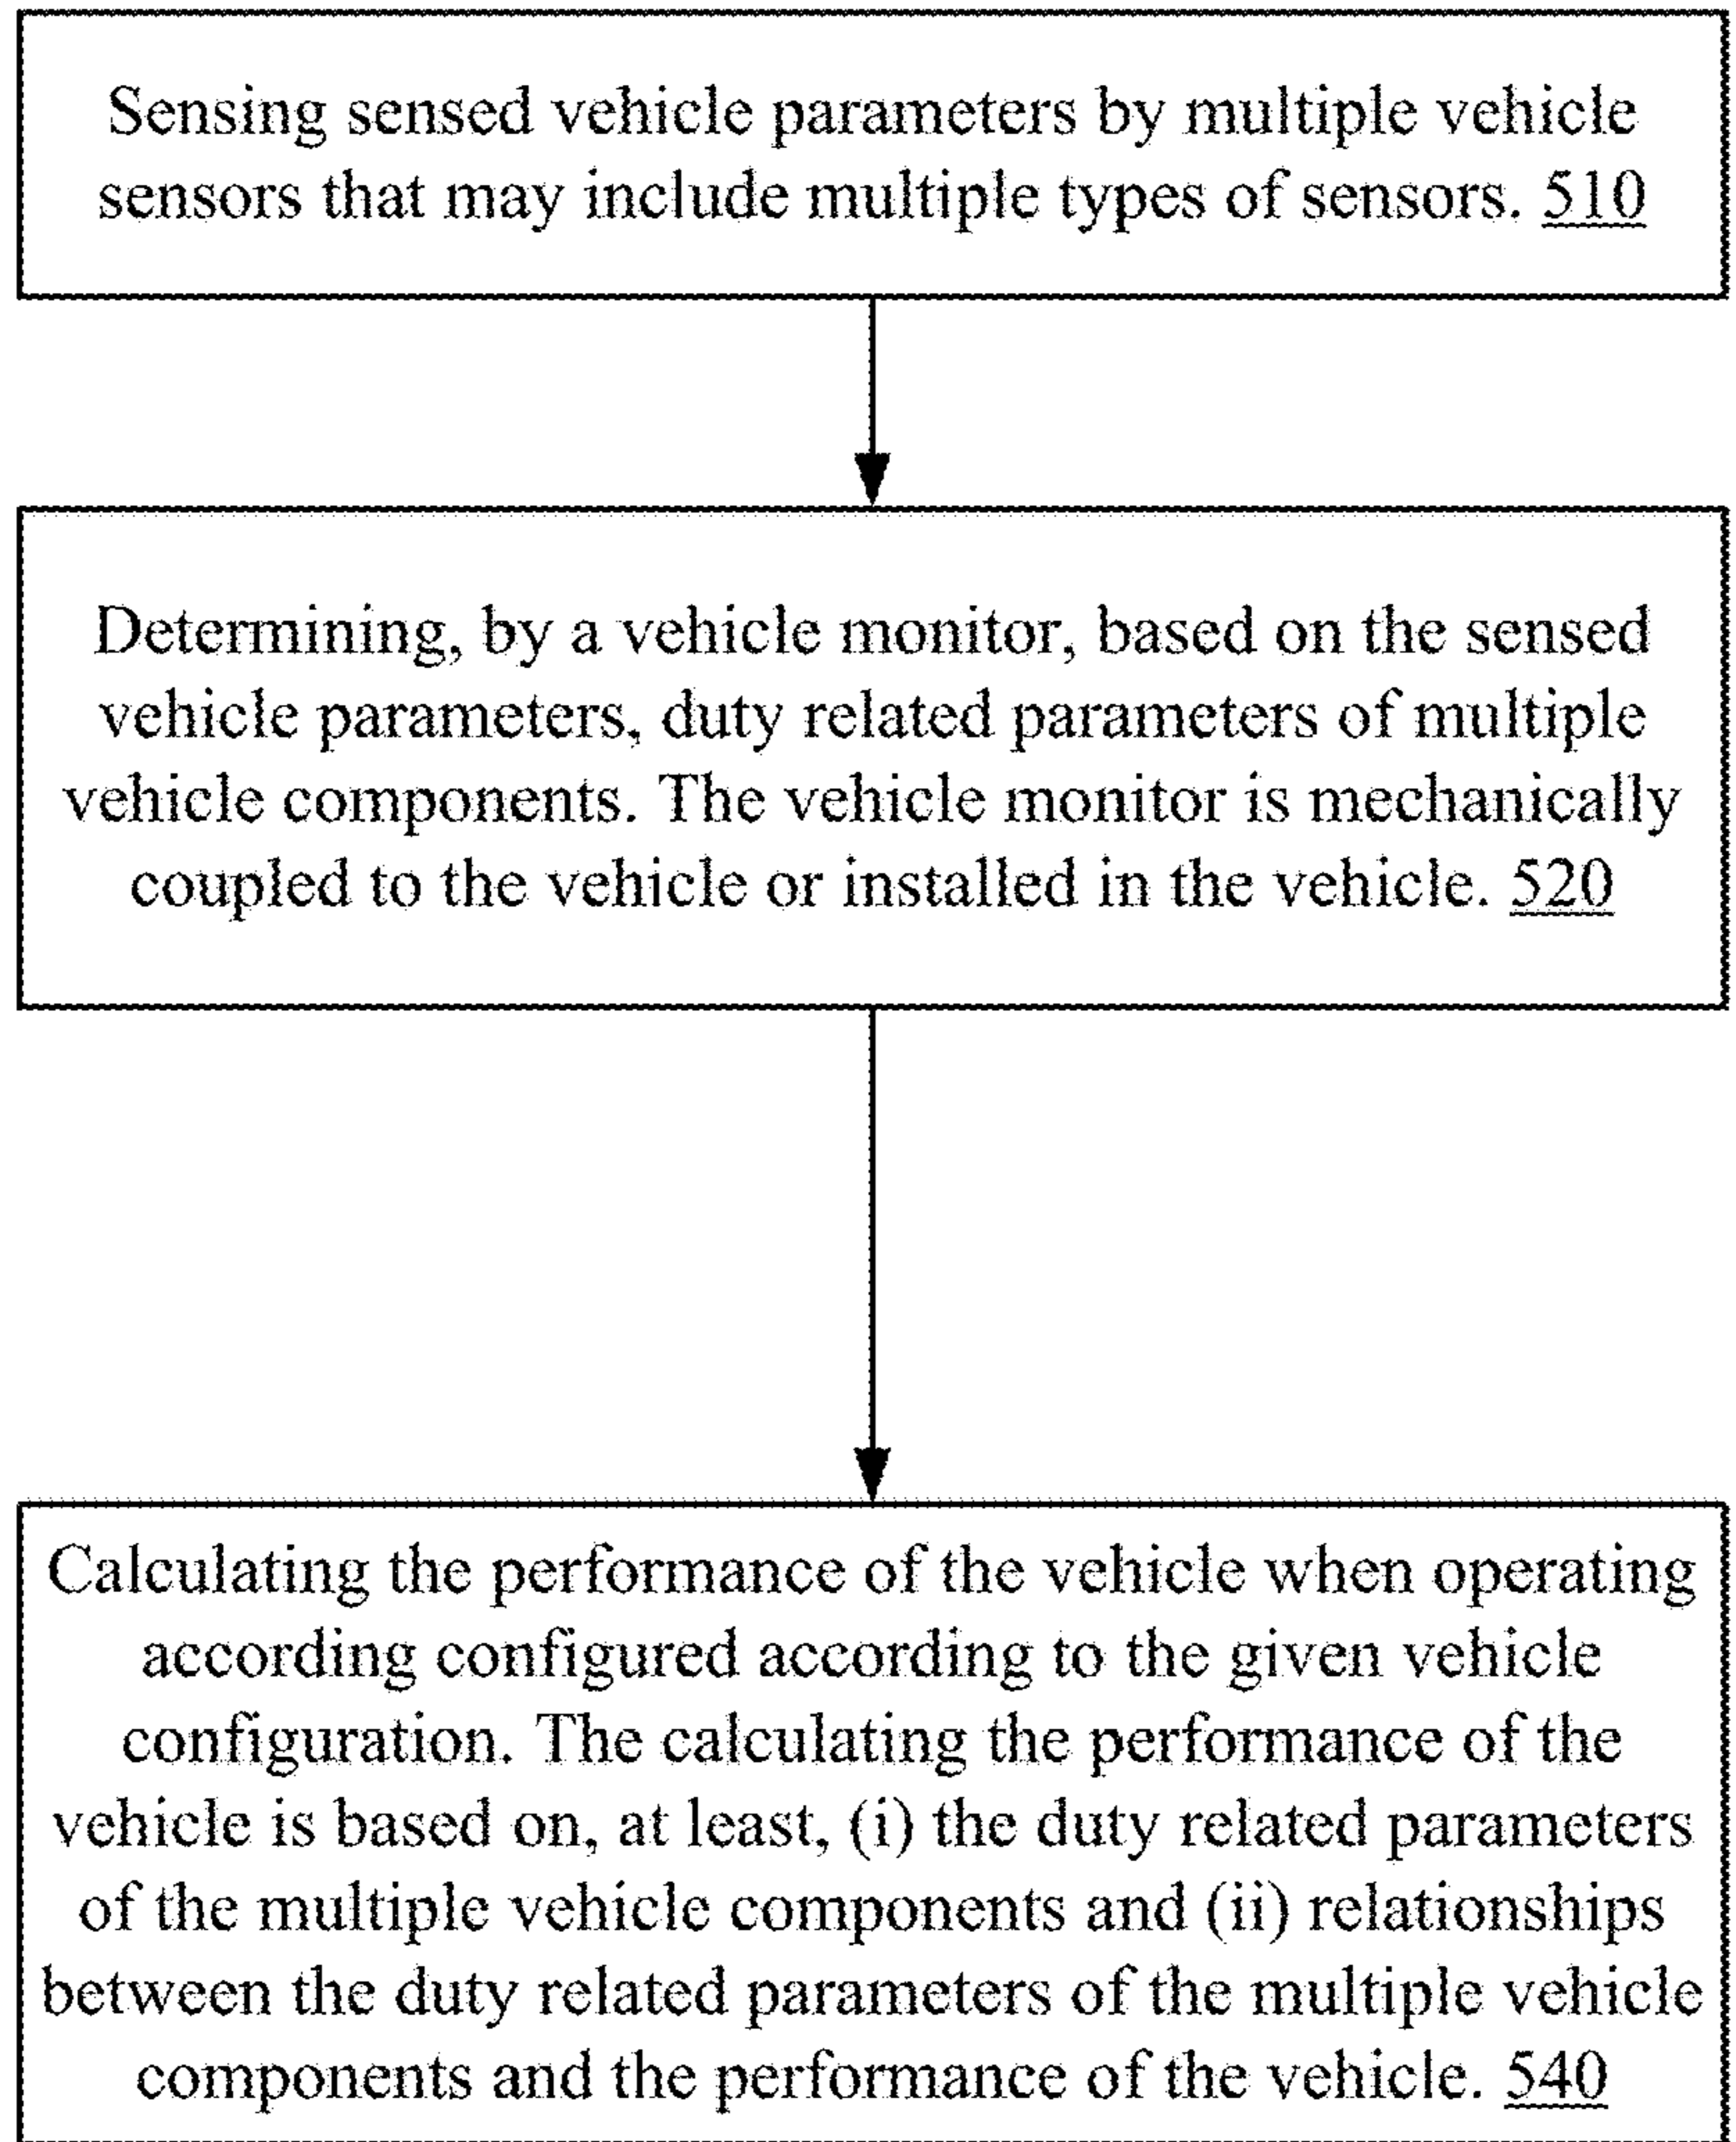 Sensing sensed vehicle parameters by multiple vehicle
sensors that may include multiple types of sensors. 510
Determining, by a vehicle monitor, based on the sensed
vehicle parameters, duty related parameters of multiple
vehicle components. The vehicle monitor is mechanically
coupled to the vehicle or installed in the vehicle. 520
Calculating the performance of the vehicle when operating
according configured according to the given vehicle
configuration. The calculating the performance of the
vehicle is based on, at least, (i) the duty related parameters
of the multiple vehicle components and (ii) relationships
between the duty related parameters of the multiple vehicle
components and the performance of the vehicle. 540